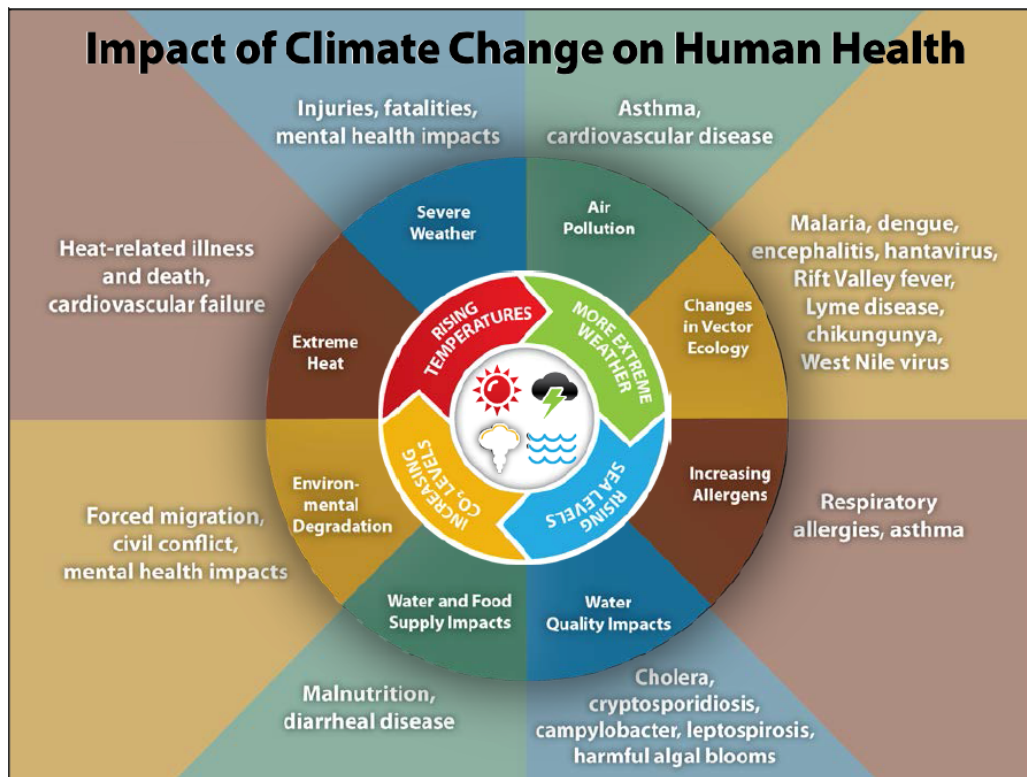 Impact of Climate Change on Human Health
Injuries, fatalities,
mental health impacts
Asthma,
cardiovascular disease
Severe
Weather
Air
Pollution
Heat-related illness
and death,
cardiovascular failure
Extreme
Heat
Malaria, dengue,
encephalitis, hantavirus,
Rift Valley fever,
Lyme disease,
chikungunya,
West Nile virus
Changes
in Vector
Ecology
RISING
TEMPERATURES
MORE EXTREME
WEATHER
INCREASING
CO₂ LEVELS
RISING
SEA LEVELS
Forced migration,
civil conflict,
mental health impacts
Environ-
mental
Degradation
Increasing
Allergens
Respiratory
allergies, asthma
Water and Food
Supply Impacts
Water
Quality Impacts
Malnutrition,
diarrheal disease
Cholera,
cryptosporidiosis,
campylobacter, leptospirosis,
harmful algal blooms